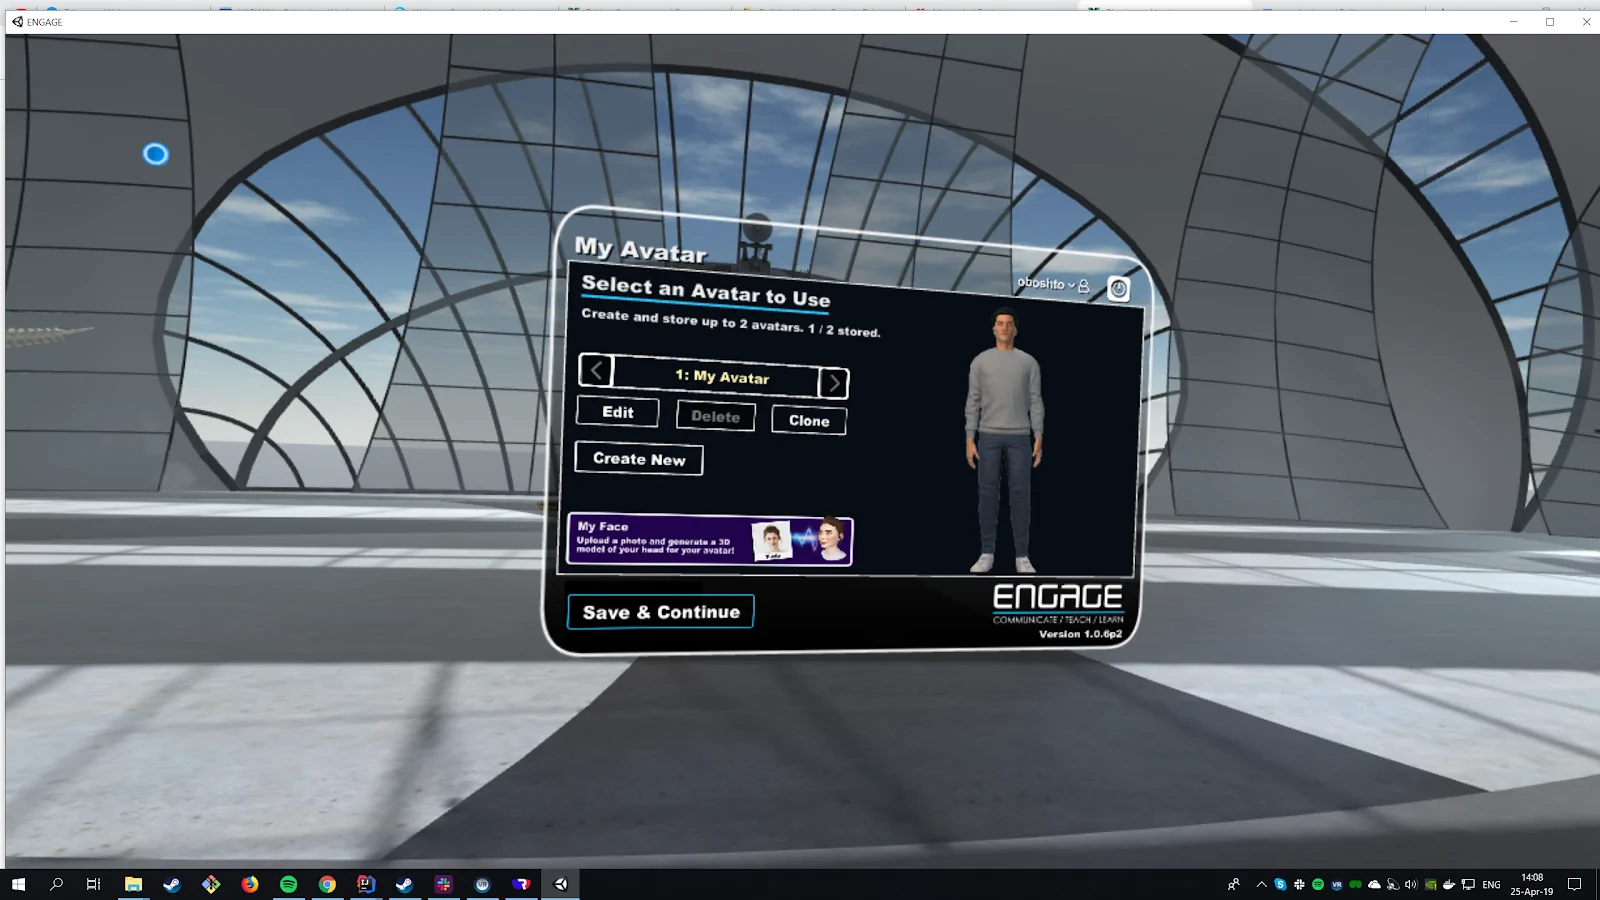 ENGAGE
My Avatar
oboshto
Select an Avatar to Use
Create and store up to 2 avatars. 1 / 2 stored.
1: My Avatar
Edit
Delete
Clone
Create New
My Face
Upload a photo and generate a 3D
model of your head for your avatar!
Save & Continue
ENGAGE
COMMUNICATE / TEACH / LEARN
Version 1.0.6p2
ENG
14:08
25-Apr-19